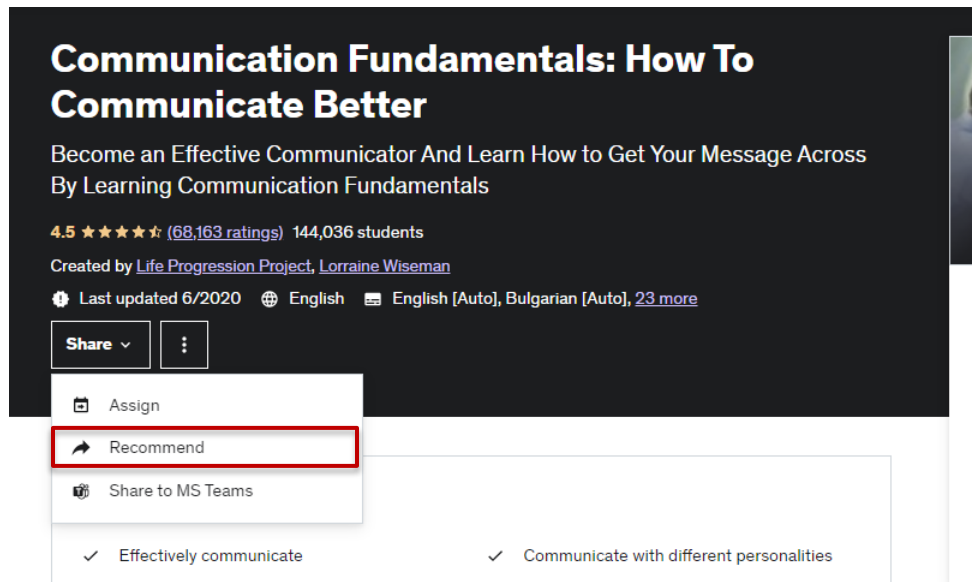 Communication Fundamentals: How To
Communicate Better
Become an Effective Communicator And Learn How to Get Your Message Across
By Learning Communication Fundamentals
4.5 (68,163 ratings) 144,036 students
Created by Life Progression Project, Lorraine Wiseman
Last updated 6/2020 English English [Auto], Bulgarian [Auto], 23 more
Share
Assign
Recommend
Share to MS Teams
Effectively communicate Communicate with different personalities